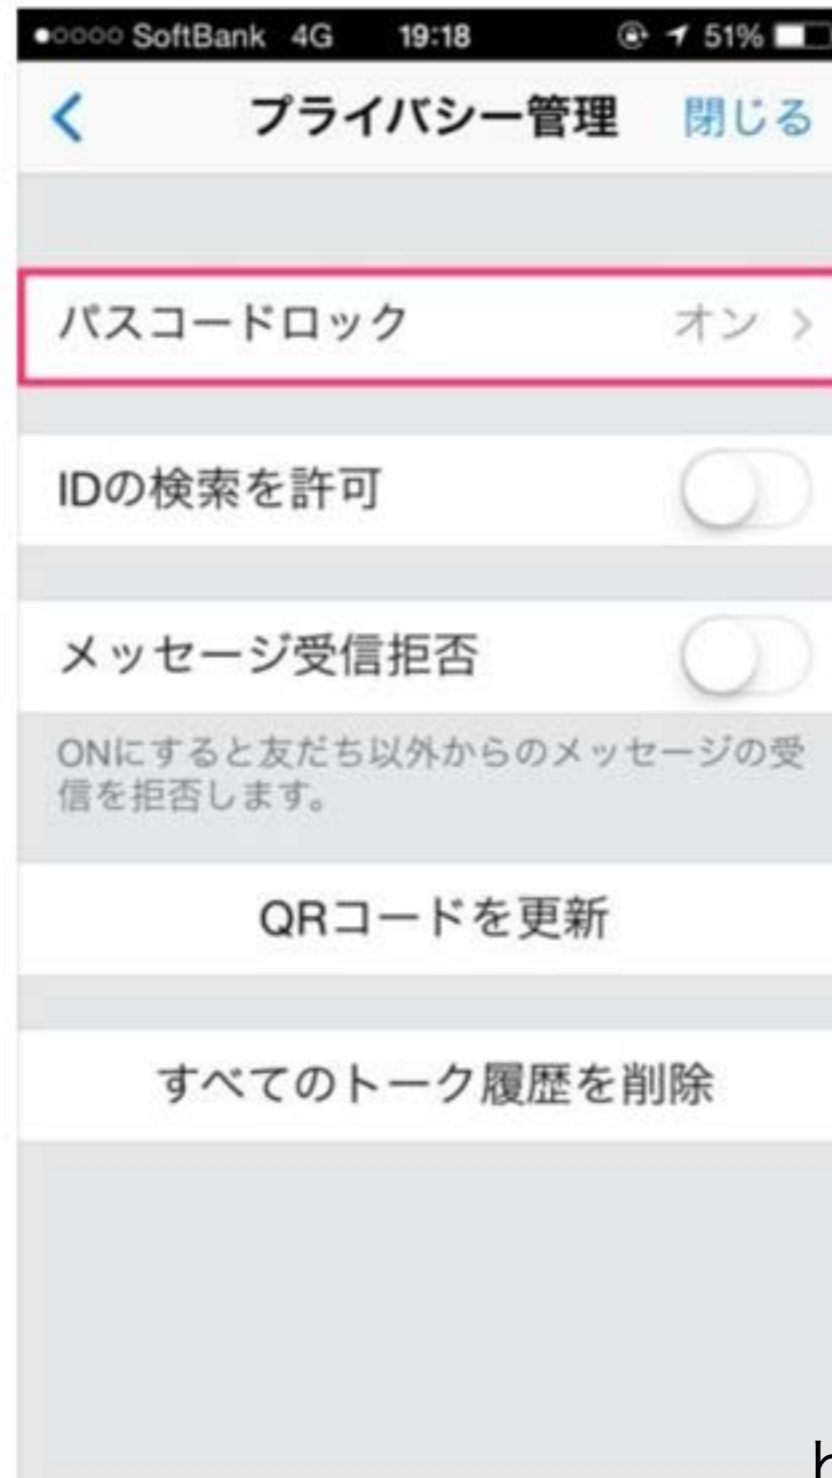 SoftBank 4G 19:18 51%
プライバシー管理 閉じる
パスコードロック オン
IDの検索を許可
メッセージ受信拒否
ONにすると友だち以外からのメッセージの受
信を拒否します。
QRコードを更新
すべてのトーク履歴を削除